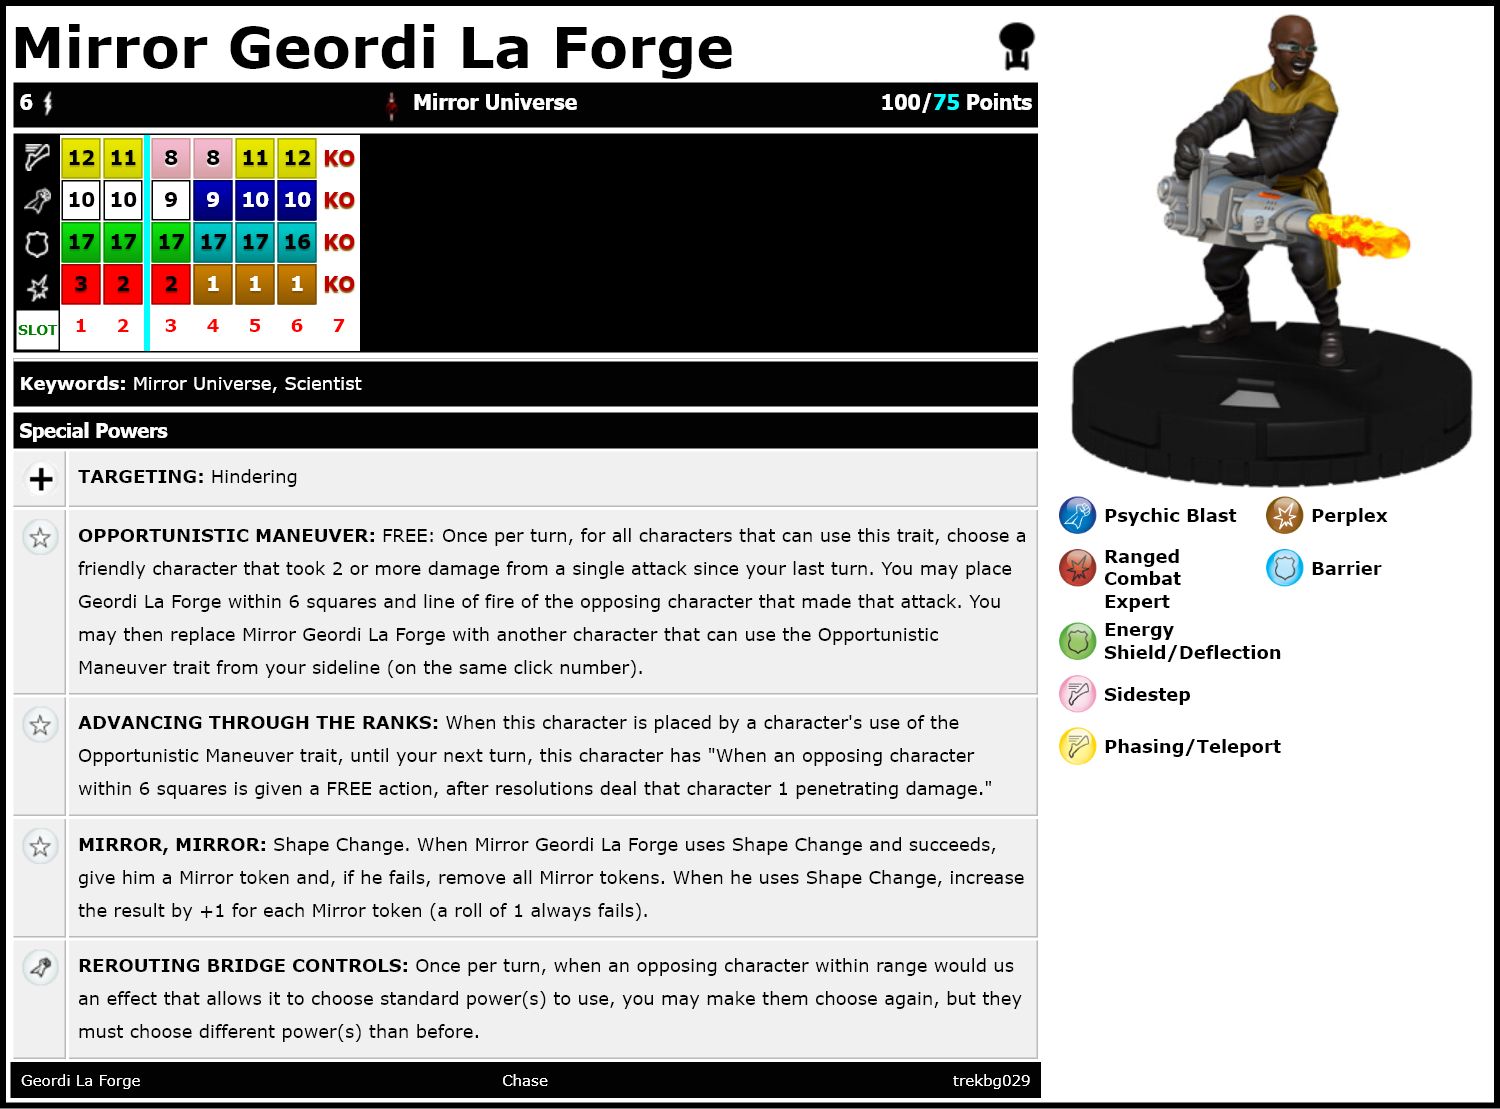 Mirror Geordi La Forge
6 Mirror Universe 100/75 Points
12 11 8 8 11 12 KO
10 10 9 9 10 10 KO
17 17 17 17 17 16 KO
3 2 2 1 1 1 KO
SLOT 1 2 3 4 5 6 7
Keywords: Mirror Universe, Scientist
Special Powers
TARGETING: Hindering
OPPORTUNISTIC MANEUVER: FREE: Once per turn, for all characters that can use this trait, choose a
friendly character that took 2 or more damage from a single attack since your last turn. You may place
Geordi La Forge within 6 squares and line of fire of the opposing character that made that attack. You
may then replace Mirror Geordi La Forge with another character that can use the Opportunistic
Maneuver trait from your sideline (on the same click number).
ADVANCING THROUGH THE RANKS: When this character is placed by a character's use of the
Opportunistic Maneuver trait, until your next turn, this character has "When an opposing character
within 6 squares is given a FREE action, after resolutions deal that character 1 penetrating damage."
MIRROR, MIRROR: Shape Change. When Mirror Geordi La Forge uses Shape Change and succeeds,
give him a Mirror token and, if he fails, remove all Mirror tokens. When he uses Shape Change, increase
the result by +1 for each Mirror token (a roll of 1 always fails).
REROUTING BRIDGE CONTROLS: Once per turn, when an opposing character within range would us
an effect that allows it to choose standard power(s) to use, you may make them choose again, but they
must choose different power(s) than before.
Geordi La Forge Chase trekbg029
Psychic Blast Perplex
Ranged
Combat
Expert
Barrier
Energy
Shield/Deflection
Sidestep
Phasing/Teleport